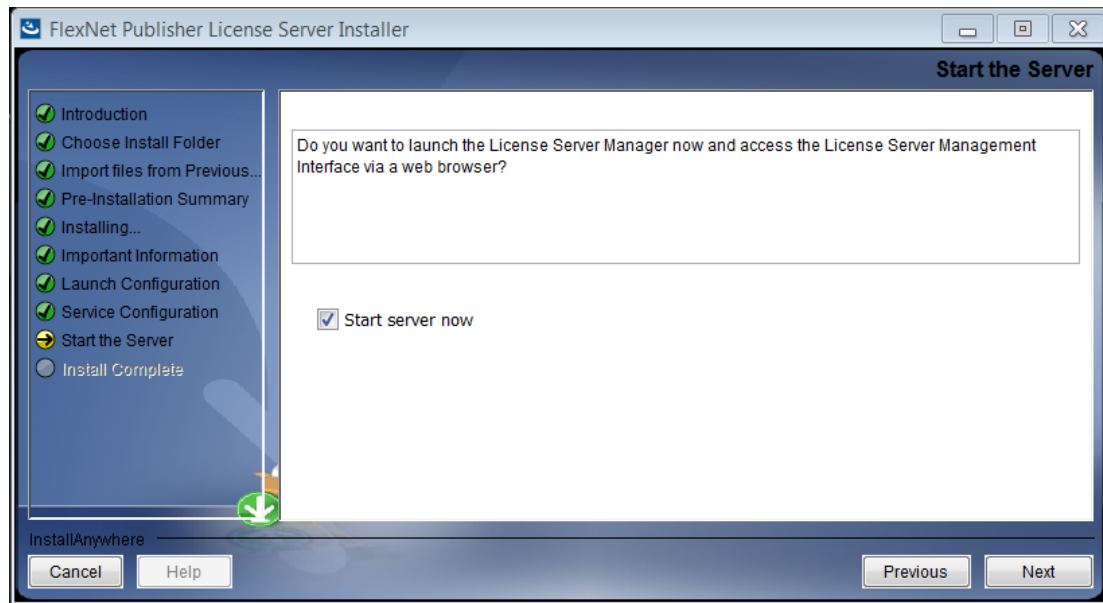 FlexNet Publisher License Server Installer
Start the Server
Introduction
Choose Install Folder
Import files from Previous...
Pre-Installation Summary
Installing...
Important Information
Launch Configuration
Service Configuration
Start the Server
Install Complete
Do you want to launch the License Server Manager now and access the License Server Management
Interface via a web browser?
Start server now
InstallAnywhere
Cancel
Help
Previous
Next